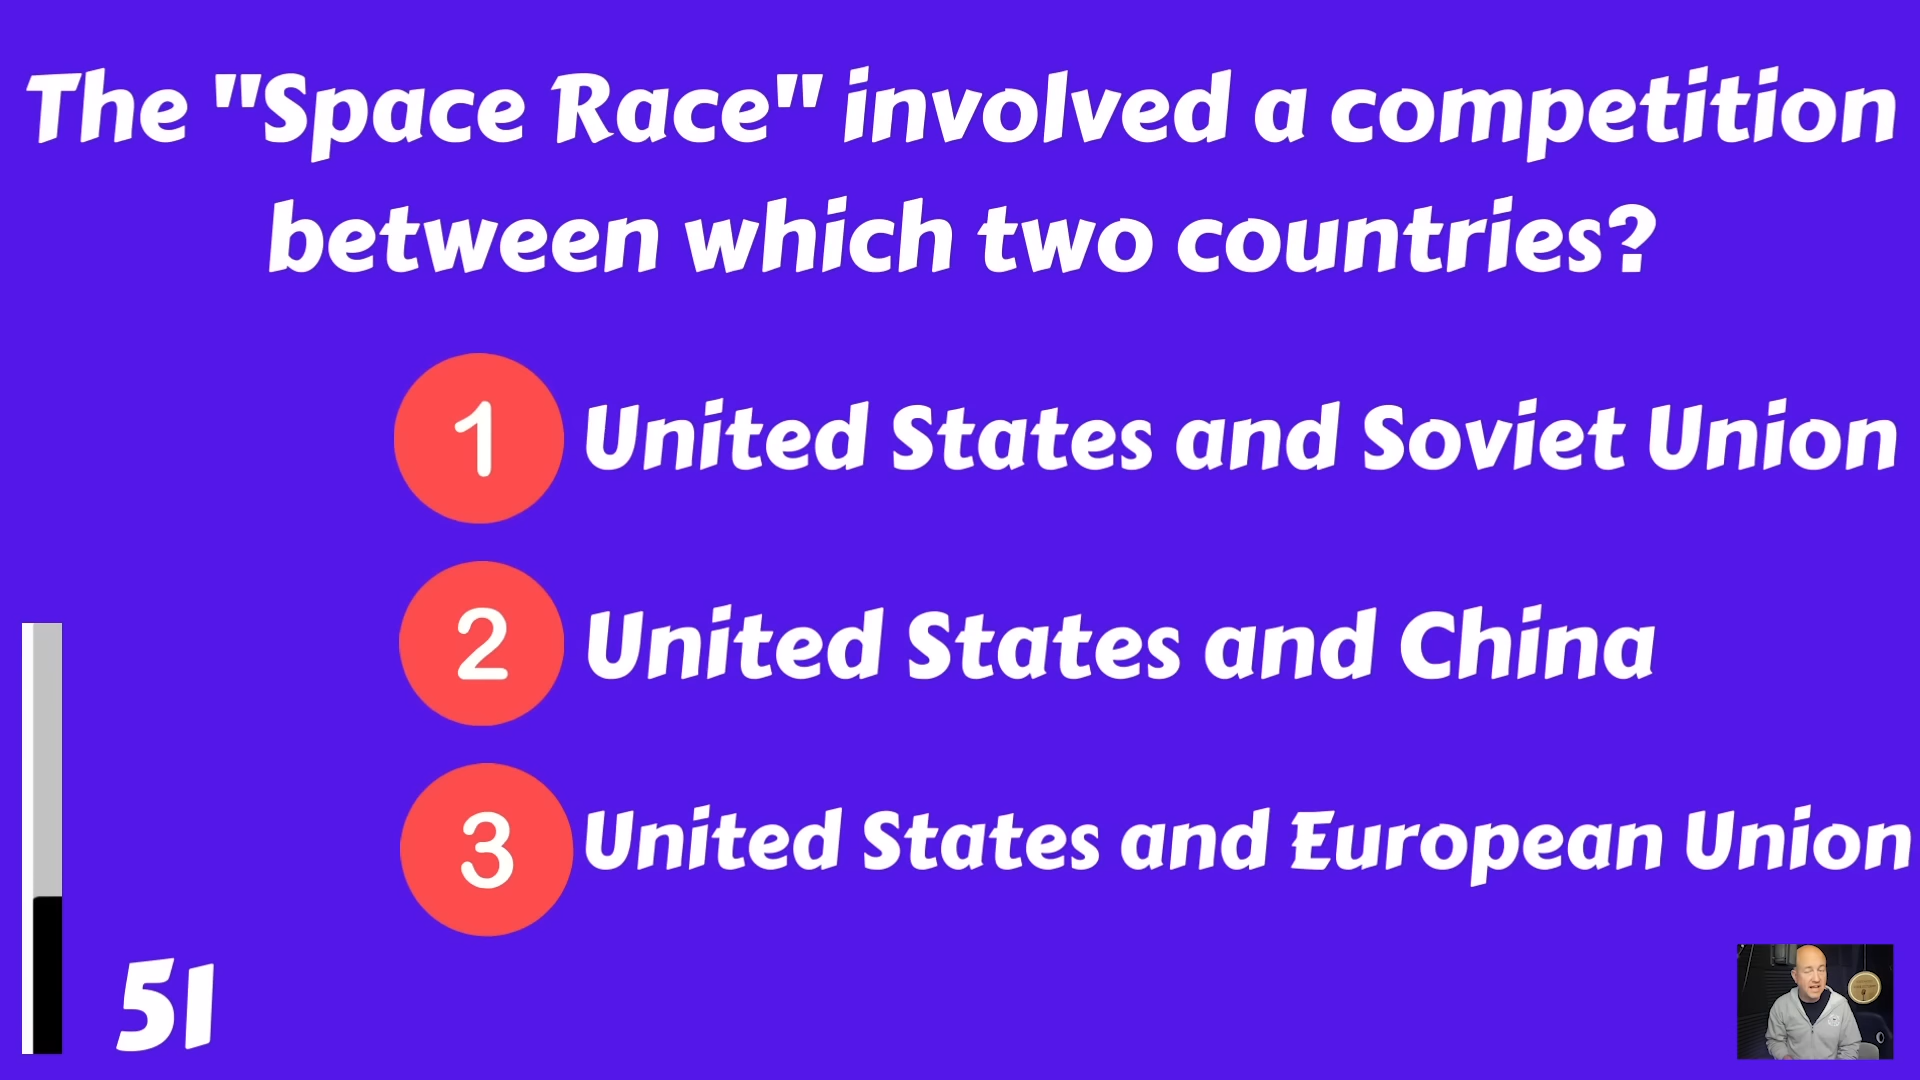 The "Space Race" involved a competition
between which two countries?
1 United States and Soviet Union
2 United States and China
3 United States and European Union
51